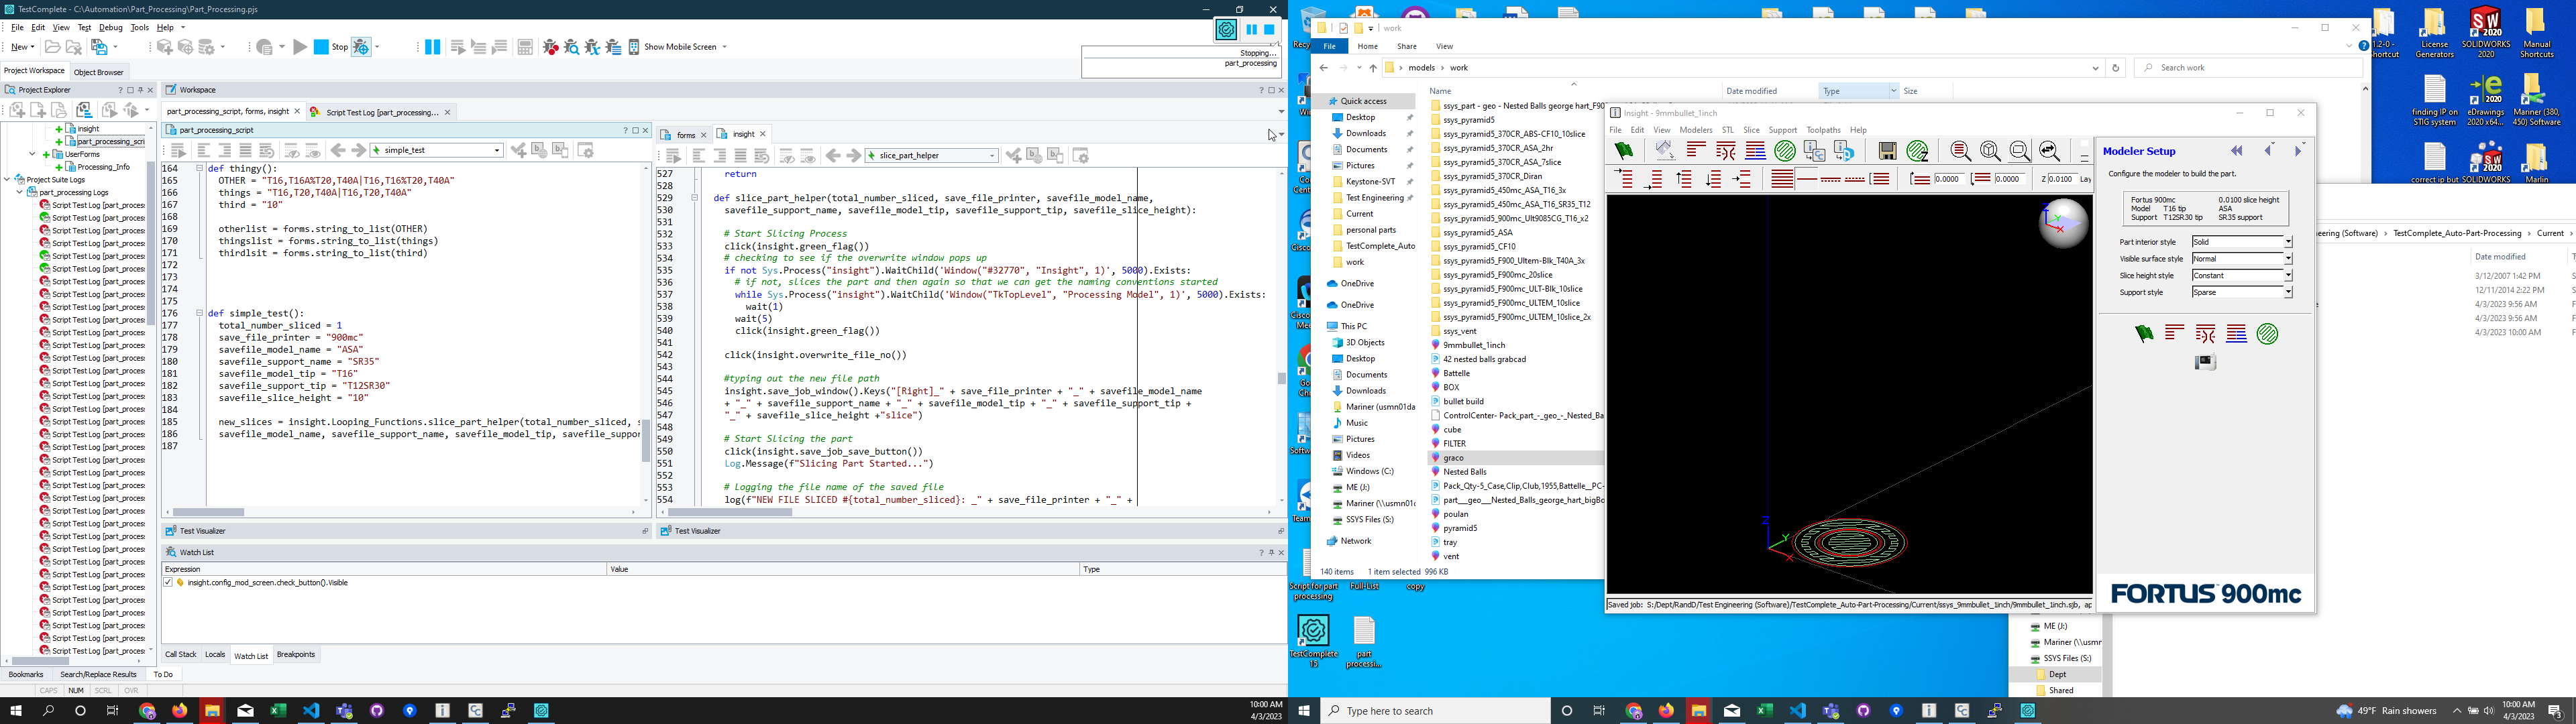 TestComplete - C:\Automation\Part_Processing\Part_Processing.pjs
File Edit View Test Debug Tools Help
New
Stop
Show Mobile Screen
Stopping...
part_processing
Project Workspace Object Browser
Project Explorer
Workspace
part_processing_script, forms, insight
Script Test Log [part_processing...
insight
part_processing_scri
UserForms
Processing_Info
Project Suite Logs
part_processing Logs
Script Test Log [part_process
part_processing_script
simple_test
164 def thingy():
165 OTHER = "T16,T16A%T20,T40A|T16,T16%T20,T40A"
166 things = "T16,T20,T40A|T16,T20,T40A"
167 third = "10"
168
169 otherlist = forms.string_to_list(OTHER)
170 thingslist = forms.string_to_list(things)
171 thirdlsit = forms.string_to_list(third)
172
173
174
175
176 def simple_test():
177 total_number_sliced = 1
178 save_file_printer = "900mc"
179 savefile_model_name = "ASA"
180 savefile_support_name = "SR35"
181 savefile_model_tip = "T16"
182 savefile_support_tip = "T12SR30"
183 savefile_slice_height = "10"
184
185 new_slices = insight.Looping_Functions.slice_part_helper(total_number_sliced, s
186 savefile_model_name, savefile_support_name, savefile_model_tip, savefile_suppor
187
forms
insight
slice_part_helper
527 return
528
529 def slice_part_helper(total_number_sliced, save_file_printer, savefile_model_name,
530 savefile_support_name, savefile_model_tip, savefile_support_tip, savefile_slice_height):
531
532 # Start Slicing Process
533 click(insight.green_flag())
534 # checking to see if the overwrite window pops up
535 if not Sys.Process("insight").WaitChild('Window("#32770", "Insight", 1)', 5000).Exists:
536 # if not, slices the part and then again so that we can get the naming conventions started
537 while Sys.Process("insight").WaitChild('Window("TkTopLevel", "Processing Model", 1)', 5000).Exists:
538 wait(1)
539 wait(5)
540 click(insight.green_flag())
541
542 click(insight.overwrite_file_no())
543
544 #typing out the new file path
545 insight.save_job_window().Keys("[Right]_" + save_file_printer + "_" + savefile_model_name
546 + "_" + savefile_support_name + "_" + savefile_model_tip + "_" + savefile_support_tip +
547 "_" + savefile_slice_height +"slice")
548
549 # Start Slicing the part
550 click(insight.save_job_save_button())
551 Log.Message(f"Slicing Part Started...")
552
553 # Logging the file name of the saved file
554 log(f"NEW FILE SLICED #{total_number_sliced}: _" + save_file_printer + "_" +
Test Visualizer
Test Visualizer
Watch List
Expression Value Type
insight.config_mod_screen.check_button().Visible
Call Stack Locals Watch List Breakpoints
Bookmarks Search/Replace Results To Do
CAPS NUM SCRL OVR
10:00 AM
4/3/2023
work
File Home Share View
models > work
Search work
Name Date modified Type Size
Quick access
Desktop
Downloads
Documents
Pictures
Keystone-SVT
Test Engineering
Current
personal parts
TestComplete_Auto
work
OneDrive
OneDrive
This PC
3D Objects
Desktop
Documents
Downloads
Mariner (usmn01da
Music
Pictures
Videos
Windows (C:)
ME (J:)
Mariner (\\usmn01c
SSYS Files (S:)
Network
ssys_part - geo - Nested Balls george hart_F90
ssys_pyramid5
ssys_pyramid5_370CR_ABS-CF10_10slice
ssys_pyramid5_370CR_ASA_2hr
ssys_pyramid5_370CR_ASA_7slice
ssys_pyramid5_370CR_Diran
ssys_pyramid5_450mc_ASA_T16_3x
ssys_pyramid5_450mc_ASA_T16_SR35_T12
ssys_pyramid5_900mc_Ult9085CG_T16_x2
ssys_pyramid5_ASA
ssys_pyramid5_CF10
ssys_pyramid5_F900_Ultem-Blk_T40A_3x
ssys_pyramid5_F900mc_20slice
ssys_pyramid5_F900mc_ULT-Blk_10slice
ssys_pyramid5_F900mc_ULTEM_10slice
ssys_pyramid5_F900mc_ULTEM_10slice_2x
ssys_vent
9mmbullet_1inch
42 nested balls grabcad
Battelle
BOX
bullet build
ControlCenter- Pack_part_-_geo_-_Nested_Ba
cube
FILTER
graco
Nested Balls
Pack_Qty-5_Case,Clip,Club,1955,Battelle__PC-
part___geo___Nested_Balls_george_hart_bigBo
poulan
pyramid5
tray
vent
140 items 1 item selected 996 KB
Insight - 9mmbullet_1inch
File Edit View Modelers STL Slice Support Toolpaths Help
0.0000 0.0000 Z 0.0100 Lay
Modeler Setup
Configure the modeler to build the part.
Fortus 900mc 0.0100 slice height
Model T16 tip ASA
Support T12SR30 tip SR35 support
Part interior style Solid
Visible surface style Normal
Slice height style Constant
Support style Sparse
Z
Y
X
FORTUS 900mc
Saved job: S:/Dept/RandD/Test Engineering (Software)/TestComplete_Auto-Part-Processing/Current/ssys_9mmbullet_1inch/9mmbullet_1inch.sjb, ap
License Generators
SOLIDWORKS 2020
Manual Shortcuts
finding IP on STIG system
eDrawings 2020 x64...
Mariner (380, 450) Software
correct ip but
SOLIDWORKS
Marlin
eering (Software) > TestComplete_Auto-Part-Processing > Current >
Date modified
3/12/2007 1:42 PM
12/11/2014 2:22 PM
4/3/2023 9:56 AM
4/3/2023 9:56 AM
4/3/2023 10:00 AM
ME (J:)
Mariner (\\usmn
SSYS Files (S:)
Dept
Shared
Script for part processing
Full-List
copy
TestComplete 15
part processi...
Type here to search
49°F Rain showers
10:00 AM
4/3/2023